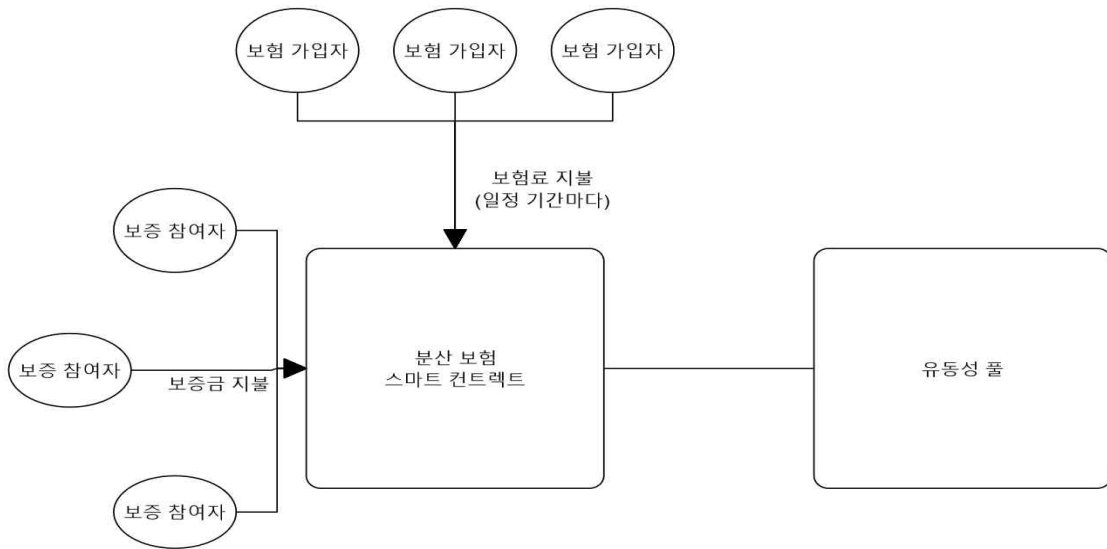 보험 가입자
보험 가입자
보험 가입자
보험료 지불
(일정 기간마다)
보증 참여자
보증 참여자
보증금 지불
보증 참여자
분산 보험
스마트 컨트렉트
유동성 풀